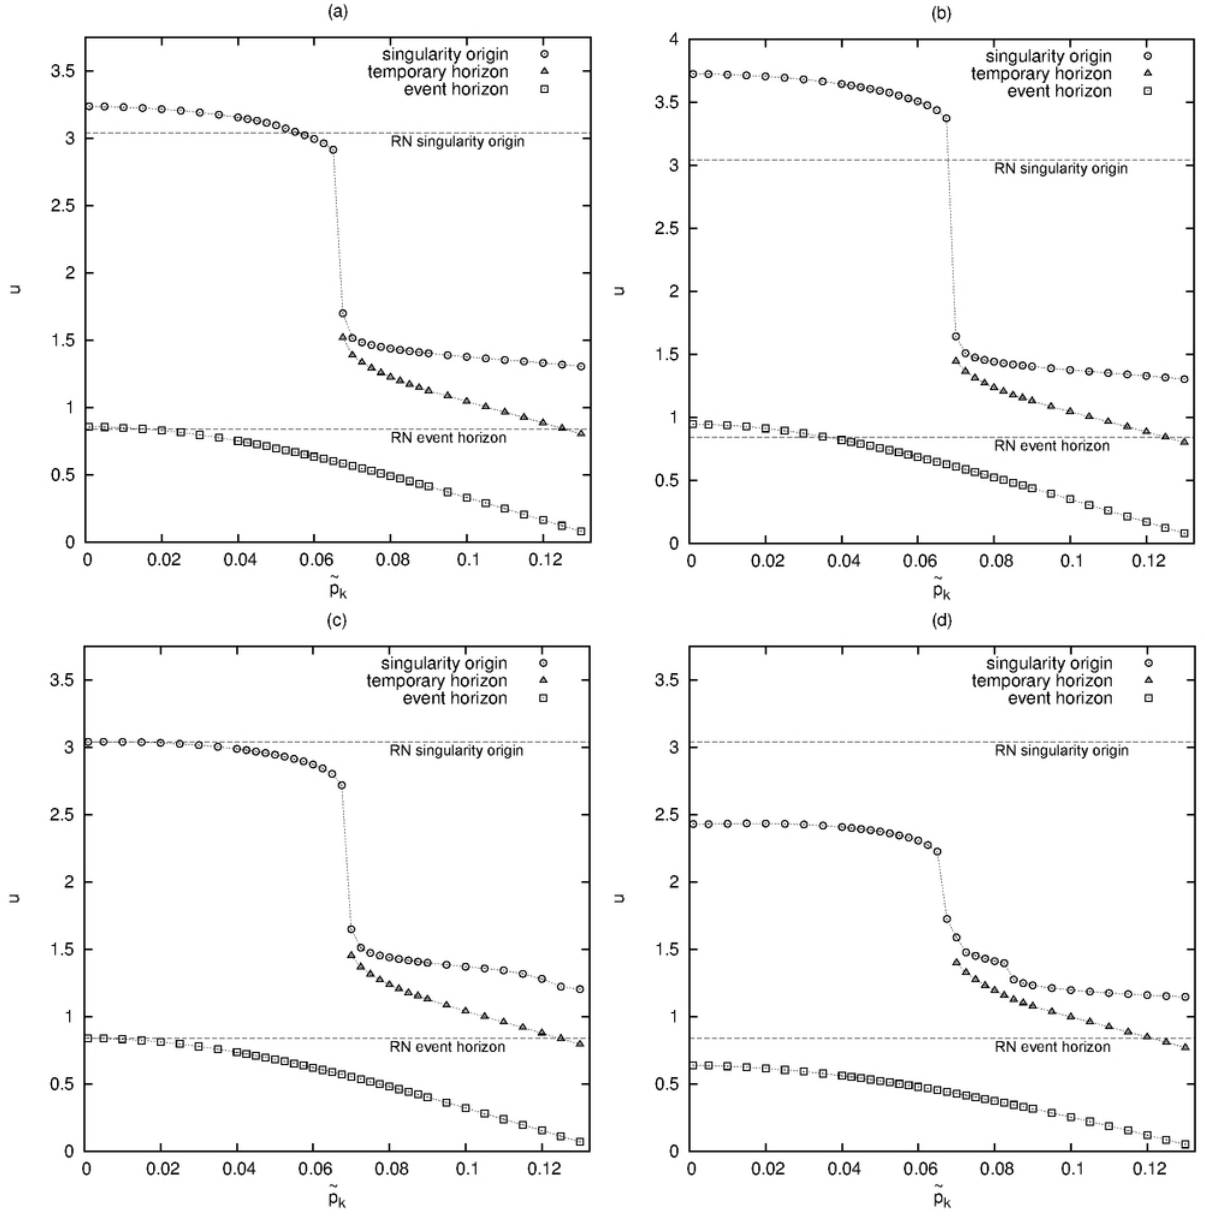 (a)
singularity origin
temporary horizon
event horizon
3.5
3
RN singularity origin
2.5
2
u
1.5
1
RN event horizon
0.5
0
0 0.02 0.04 0.06 0.08 0.1 0.12
p̃k
(b)
4
singularity origin
temporary horizon
event horizon
3.5
3
RN singularity origin
2.5
2
u
1.5
1
RN event horizon
0.5
0
0 0.02 0.04 0.06 0.08 0.1 0.12
p̃k
(c)
singularity origin
temporary horizon
event horizon
3.5
3
RN singularity origin
2.5
2
u
1.5
1
RN event horizon
0.5
0
0 0.02 0.04 0.06 0.08 0.1 0.12
p̃k
(d)
singularity origin
temporary horizon
event horizon
3.5
3
RN singularity origin
2.5
2
u
1.5
1
RN event horizon
0.5
0
0 0.02 0.04 0.06 0.08 0.1 0.12
p̃k